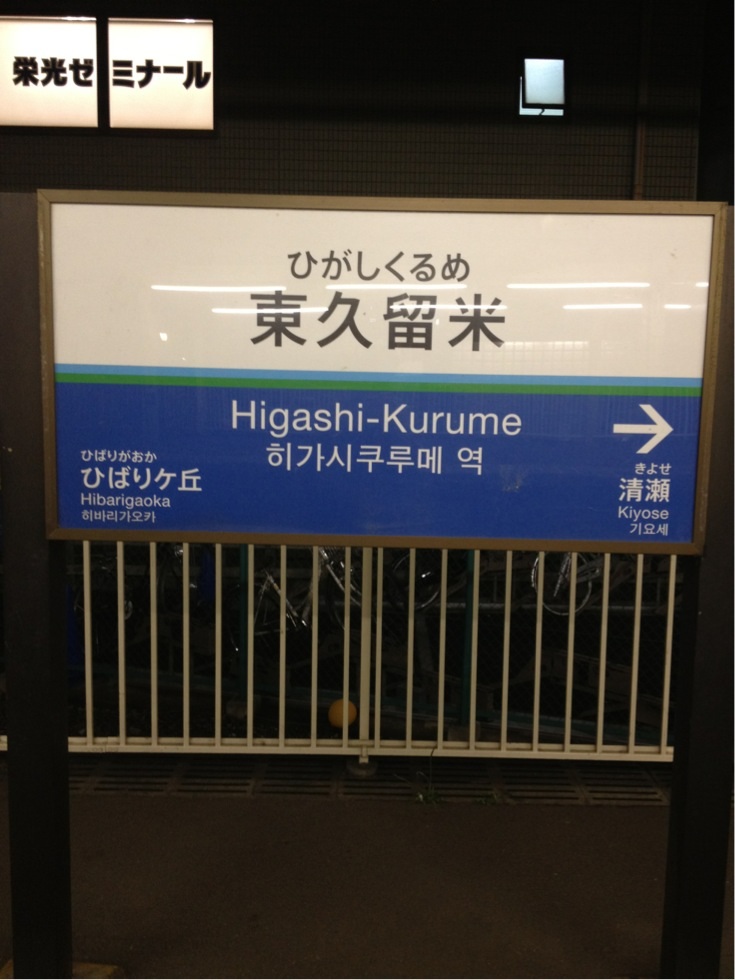 栄光ゼミナール
ひがしくるめ
東久留米
Higashi-Kurume
히가시쿠루메 역
ひばりがおか
ひばりケ丘
Hibarigaoka
히바리가오카
→
きよせ
清瀬
Kiyose
기요세